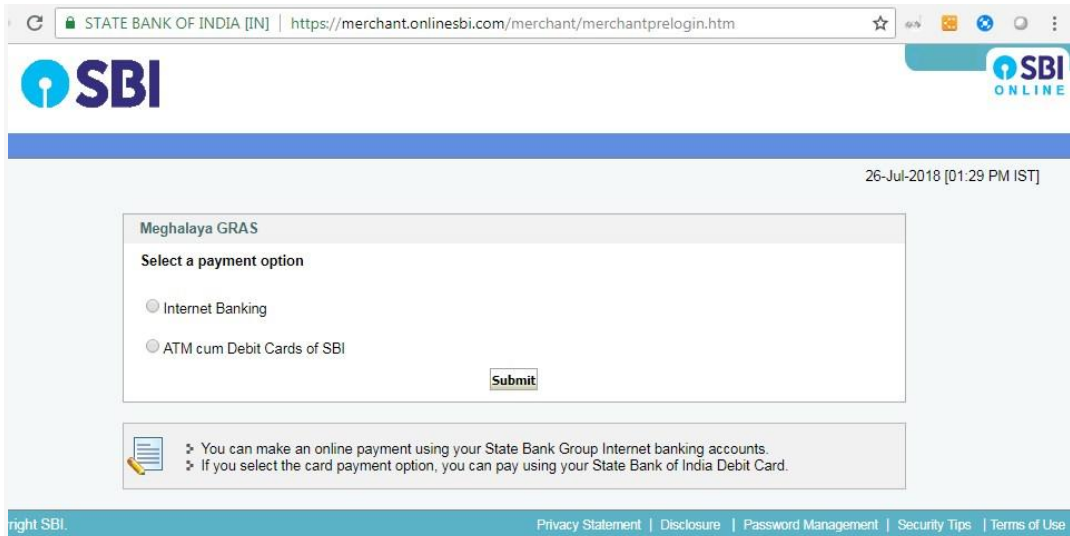 STATE BANK OF INDIA [IN] | https://merchant.onlinesbi.com/merchant/merchantprelogin.htm
SBI
SBI
ONLINE
26-Jul-2018 [01:29 PM IST]
Meghalaya GRAS
Select a payment option
Internet Banking
ATM cum Debit Cards of SBI
Submit
You can make an online payment using your State Bank Group Internet banking accounts.
If you select the card payment option, you can pay using your State Bank of India Debit Card.
right SBI. Privacy Statement | Disclosure | Password Management | Security Tips | Terms of Use